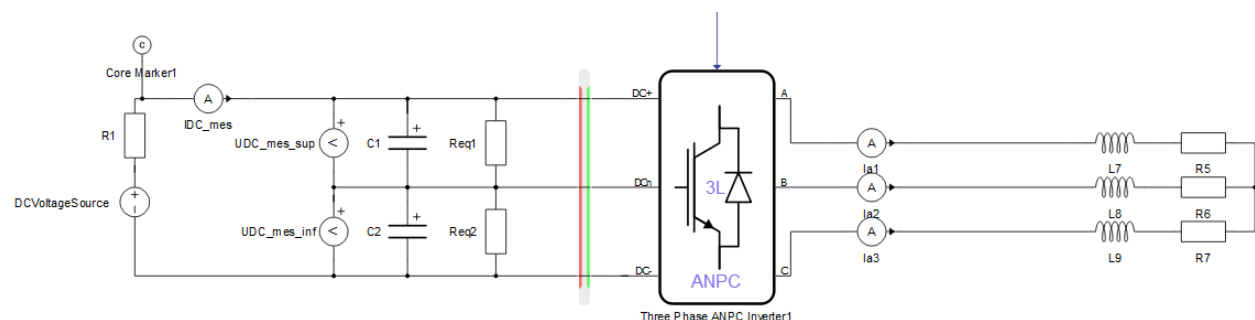 c
Core Marker1
A
IDC_mes
R1
DCVoltageSource
+
−
UDC_mes_sup
+
<
C1
+
Req1
UDC_mes_inf
+
<
C2
+
Req2
DC+
DCn
DC-
A
B
C
3L
ANPC
Three Phase ANPC Inverter1
A
Ia1
A
Ia2
A
Ia3
L7
R5
L8
R6
L9
R7